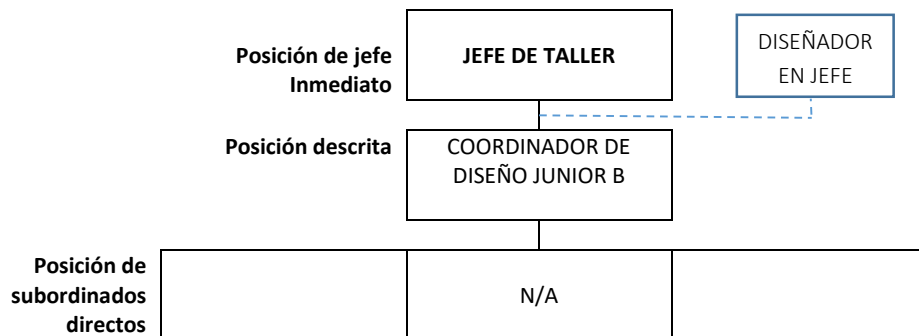 Posición de jefe
Inmediato
JEFE DE TALLER
DISEÑADOR
EN JEFE
Posición descrita
COORDINADOR DE
DISEÑO JUNIOR B
Posición de
subordinados
directos
N/A